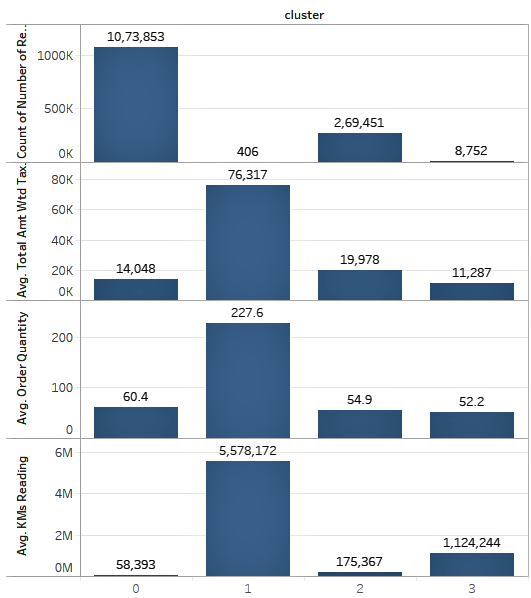 cluster
Count of Number of Re..
1000K
500K
0K
10,73,853
406
2,69,451
8,752
Avg. Total Amt Wtd Tax.
80K
60K
40K
20K
0K
14,048
76,317
19,978
11,287
Avg. Order Quantity
200
100
0
60.4
227.6
54.9
52.2
Avg. KMs Reading
6M
4M
2M
0M
58,393
5,578,172
175,367
1,124,244
0 1 2 3